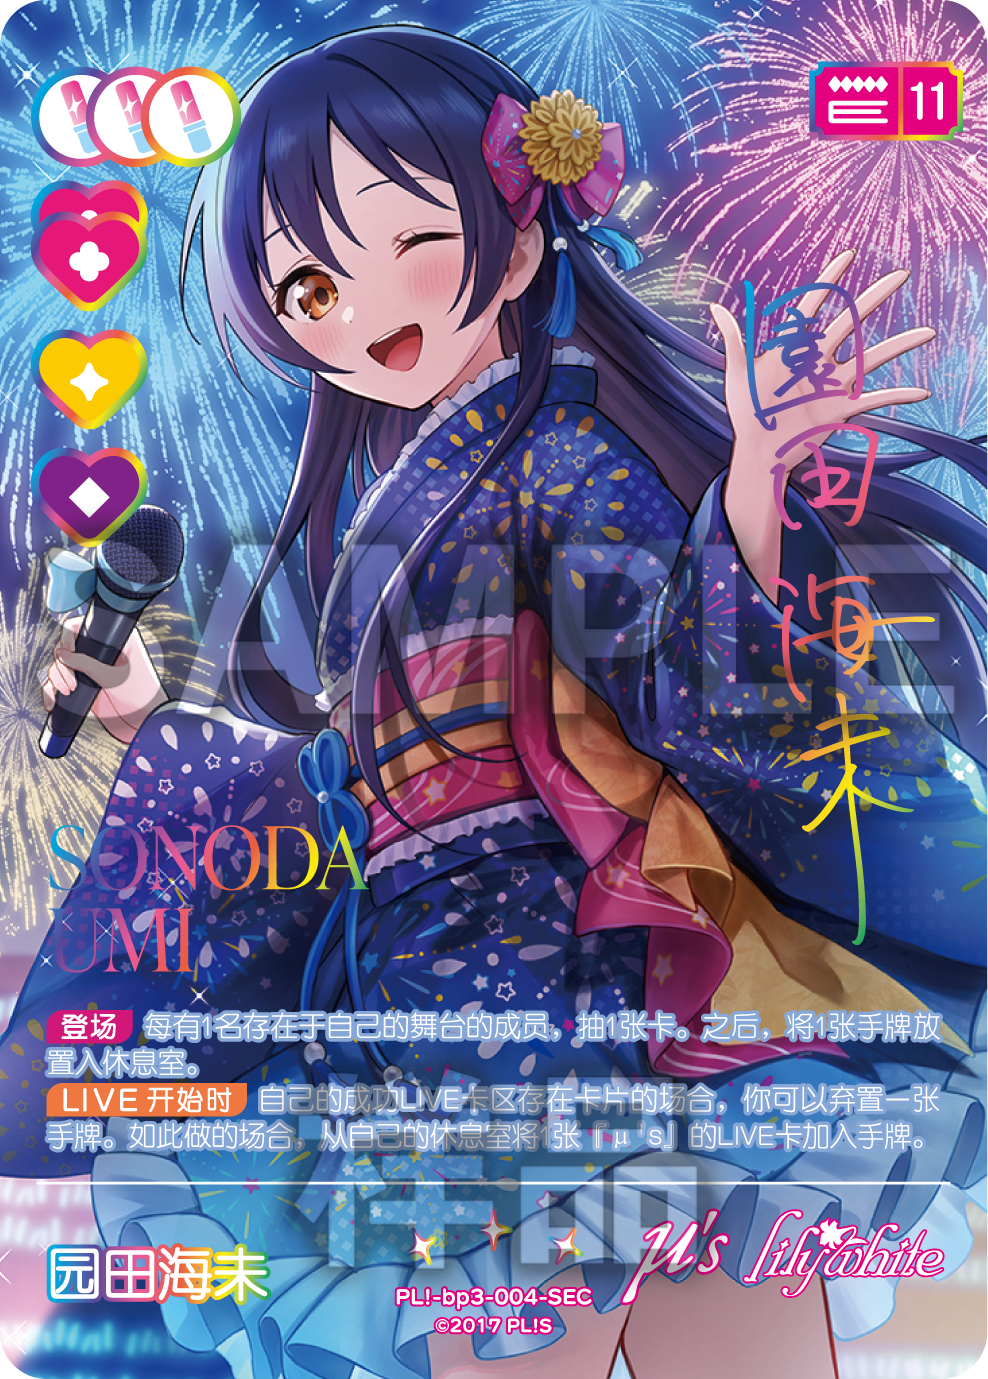 11
園田海未
SAMPLE
SONODA
UMI
登场 每有1名存在于自己的舞台的成员，抽1张卡。之后，将1张手牌放
置入休息室。
LIVE 开始时 自己的成功LIVE卡区存在卡片的场合，你可以弃置一张
手牌。如此做的场合，从自己的休息室将1张『μ's』的LIVE卡加入手牌。
样品
园田海未
μ's lilywhite
PL!-bp3-004-SEC
©2017 PL!S